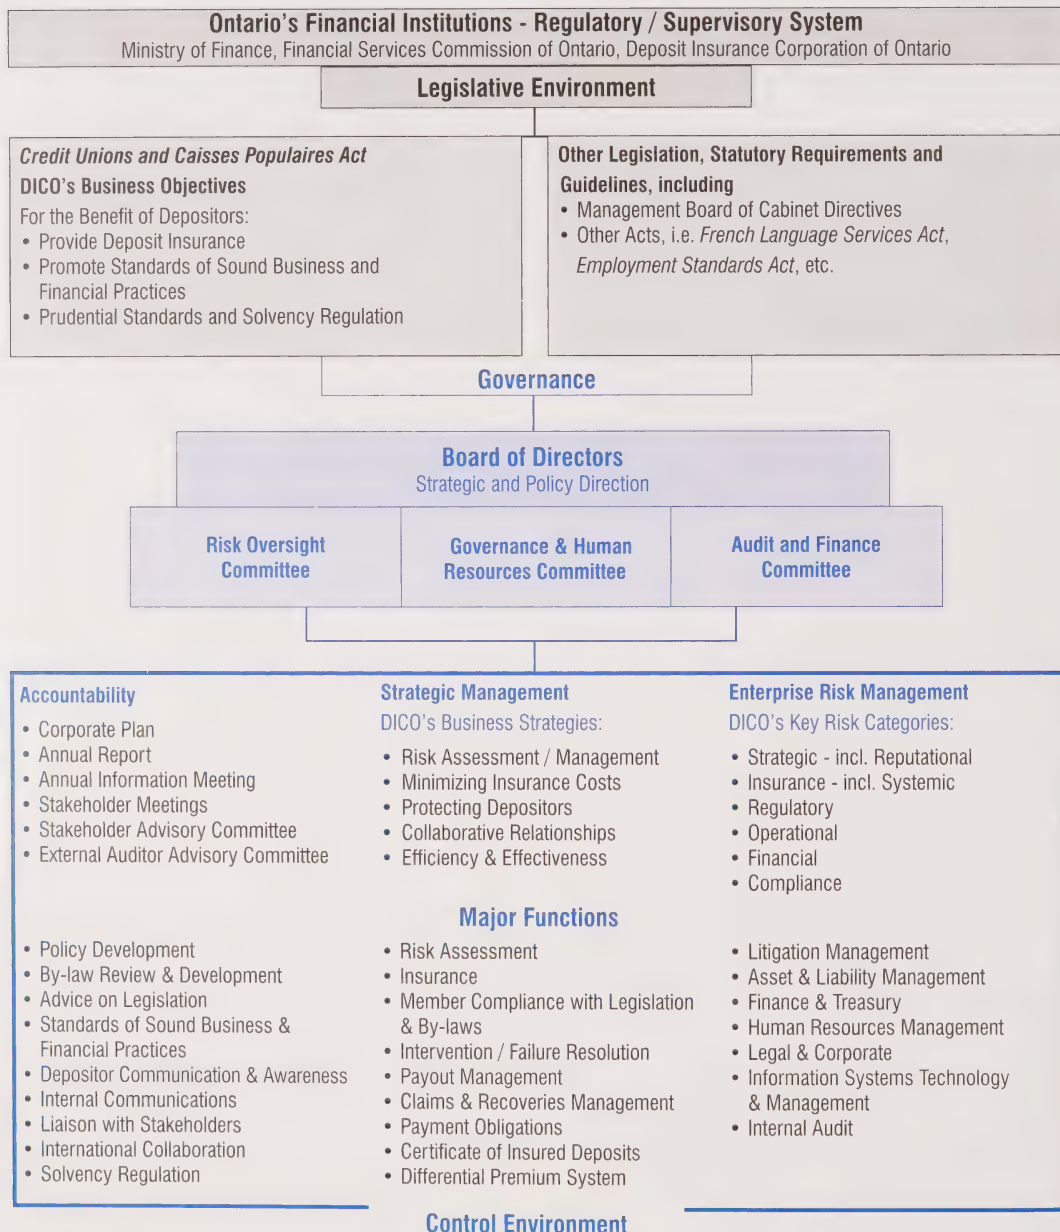 Ontario's Financial Institutions - Regulatory / Supervisory System
Ministry of Finance, Financial Services Commission of Ontario, Deposit Insurance Corporation of Ontario
Legislative Environment
Credit Unions and Caisses Populaires Act
DICO's Business Objectives
For the Benefit of Depositors:
• Provide Deposit Insurance
• Promote Standards of Sound Business and
Financial Practices
• Prudential Standards and Solvency Regulation
Other Legislation, Statutory Requirements and
Guidelines, including
• Management Board of Cabinet Directives
• Other Acts, i.e. French Language Services Act,
Employment Standards Act, etc.
Governance
Board of Directors
Strategic and Policy Direction
Risk Oversight
Committee
Governance & Human
Resources Committee
Audit and Finance
Committee
Accountability
• Corporate Plan
• Annual Report
• Annual Information Meeting
• Stakeholder Meetings
• Stakeholder Advisory Committee
• External Auditor Advisory Committee
Strategic Management
DICO's Business Strategies:
• Risk Assessment / Management
• Minimizing Insurance Costs
• Protecting Depositors
• Collaborative Relationships
• Efficiency & Effectiveness
Enterprise Risk Management
DICO's Key Risk Categories:
• Strategic - incl. Reputational
• Insurance - incl. Systemic
• Regulatory
• Operational
• Financial
• Compliance
Major Functions
• Policy Development
• By-law Review & Development
• Advice on Legislation
• Standards of Sound Business &
Financial Practices
• Depositor Communication & Awareness
• Internal Communications
• Liaison with Stakeholders
• International Collaboration
• Solvency Regulation
• Risk Assessment
• Insurance
• Member Compliance with Legislation
& By-laws
• Intervention / Failure Resolution
• Payout Management
• Claims & Recoveries Management
• Payment Obligations
• Certificate of Insured Deposits
• Differential Premium System
• Litigation Management
• Asset & Liability Management
• Finance & Treasury
• Human Resources Management
• Legal & Corporate
• Information Systems Technology
& Management
• Internal Audit
Control Environment